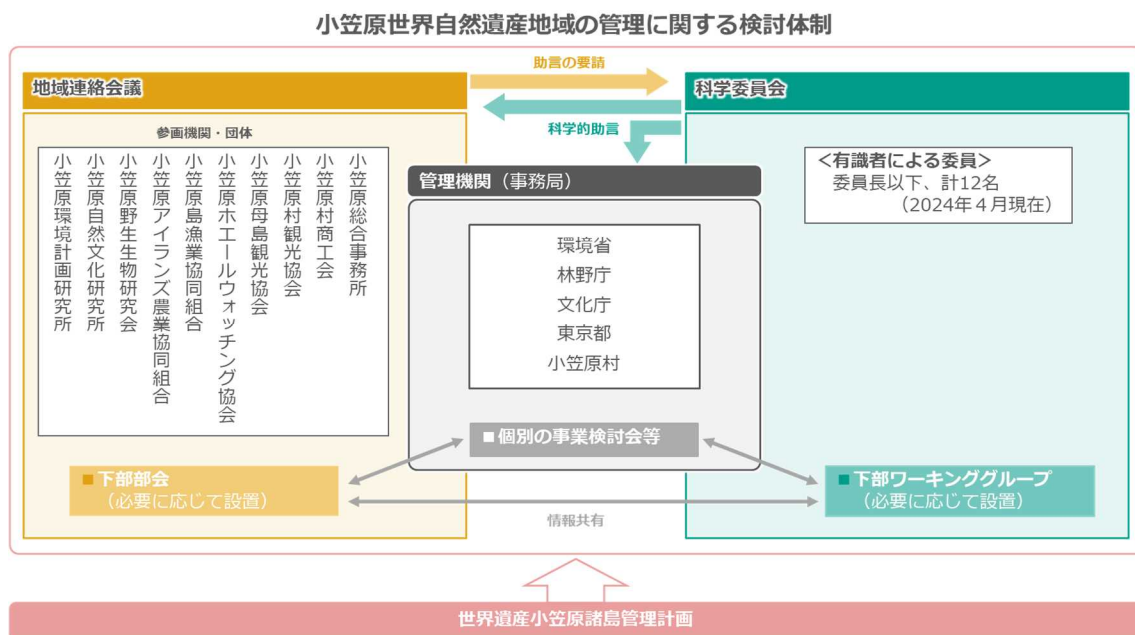 小笠原世界自然遺産地域の管理に関する検討体制
助言の要請
地域連絡会議
科学委員会
科学的助言
参画機関・団体
小笠原総合事務所
小笠原村商工会
小笠原村観光協会
小笠原母島観光協会
小笠原ホエールウォッチング協会
小笠原島漁業協同組合
小笠原アイランズ農業協同組合
小笠原野生生物研究会
小笠原自然文化研究所
小笠原環境計画研究所
管理機関（事務局）
環境省
林野庁
文化庁
東京都
小笠原村
＜有識者による委員＞
委員長以下、計12名
（2024年４月現在）
■個別の事業検討会等
■下部部会
（必要に応じて設置）
■下部ワーキンググループ
（必要に応じて設置）
情報共有
世界遺産小笠原諸島管理計画